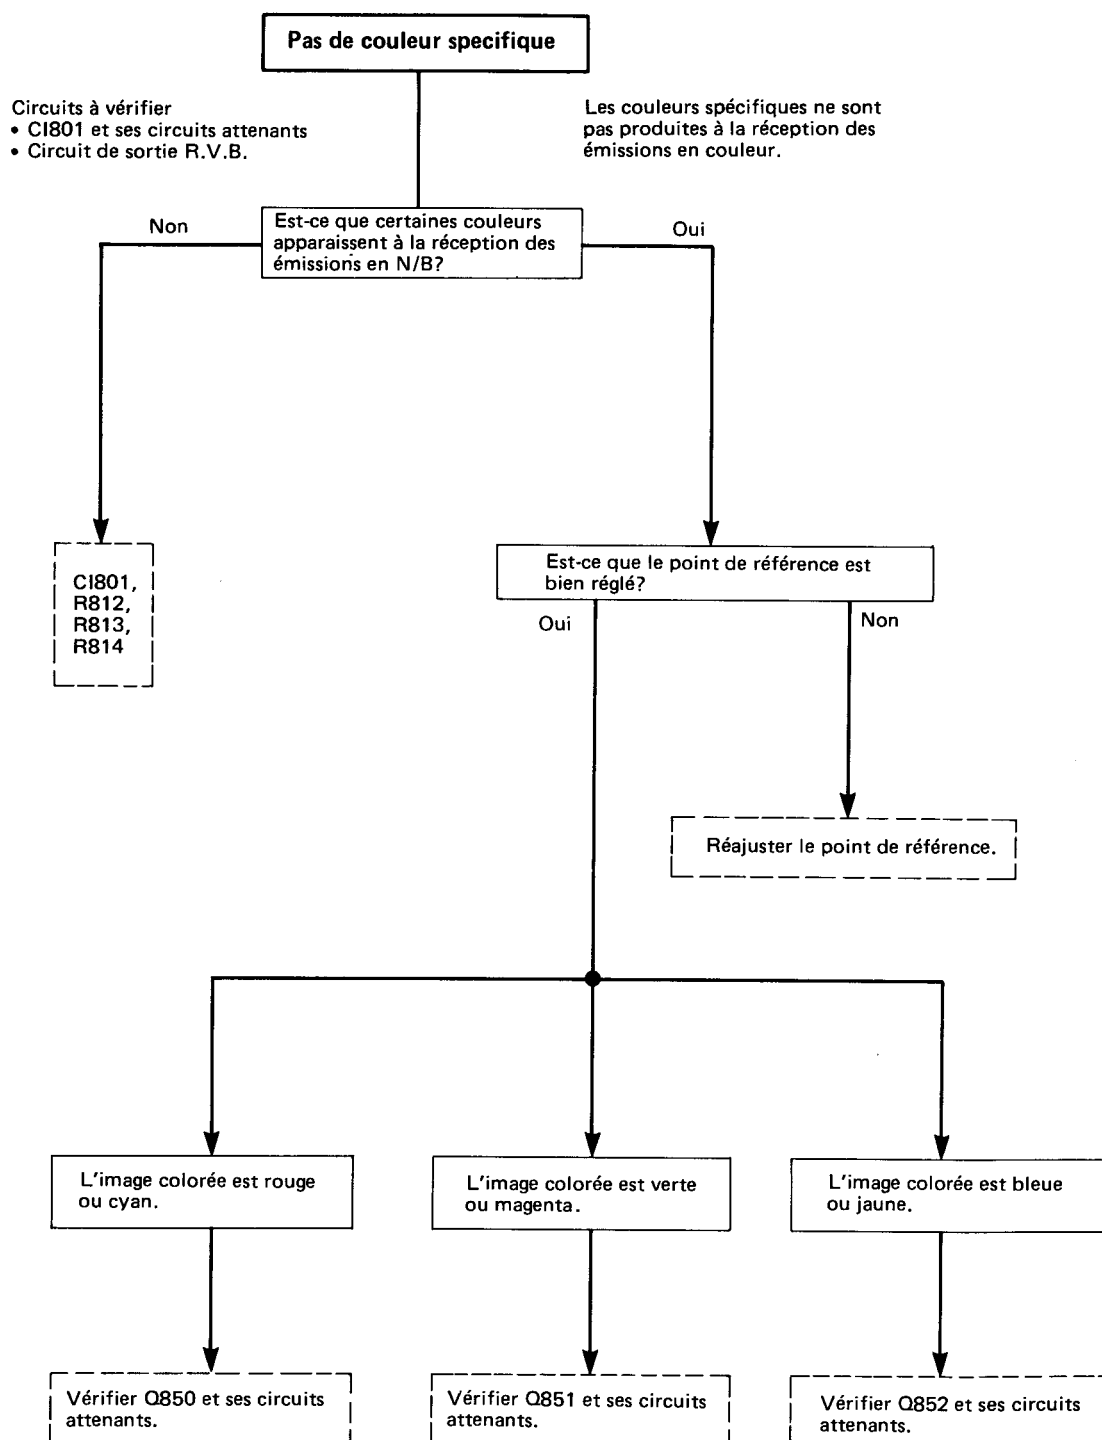 Pas de couleur specifique
Circuits à vérifier
• CI801 et ses circuits attenants
• Circuit de sortie R.V.B.
Les couleurs spécifiques ne sont
pas produites à la réception des
émissions en couleur.
Non
Est-ce que certaines couleurs
apparaissent à la réception des
émissions en N/B?
Oui
CI801,
R812,
R813,
R814
Est-ce que le point de référence est
bien réglé?
Oui
Non
Réajuster le point de référence.
L'image colorée est rouge
ou cyan.
L'image colorée est verte
ou magenta.
L'image colorée est bleue
ou jaune.
Vérifier Q850 et ses circuits
attenants.
Vérifier Q851 et ses circuits
attenants.
Vérifier Q852 et ses circuits
attenants.